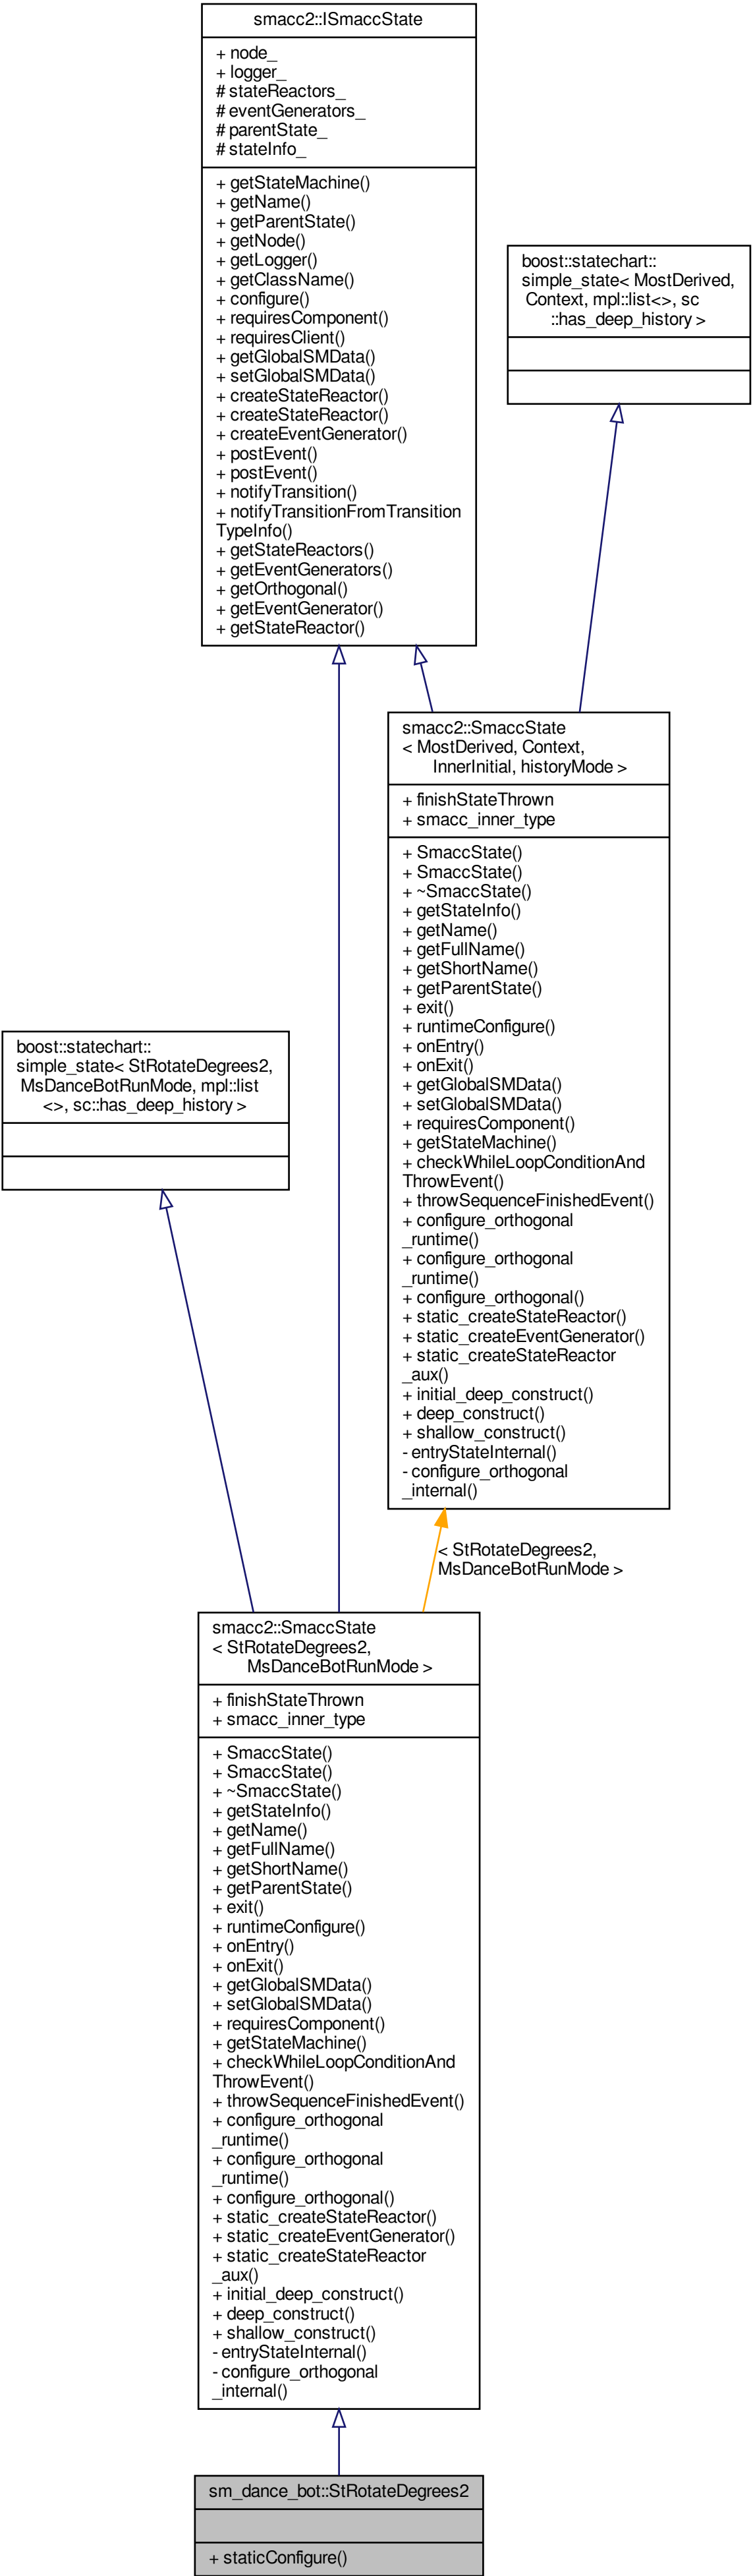 smacc2::ISmaccState
+ node_
+ logger_
# stateReactors_
# eventGenerators_
# parentState_
# stateInfo_
+ getStateMachine()
+ getName()
+ getParentState()
+ getNode()
+ getLogger()
+ getClassName()
+ configure()
+ requiresComponent()
+ requiresClient()
+ getGlobalSMData()
+ setGlobalSMData()
+ createStateReactor()
+ createStateReactor()
+ createEventGenerator()
+ postEvent()
+ postEvent()
+ notifyTransition()
+ notifyTransitionFromTransition
TypeInfo()
+ getStateReactors()
+ getEventGenerators()
+ getOrthogonal()
+ getEventGenerator()
+ getStateReactor()
boost::statechart::
simple_state< MostDerived,
Context, mpl::list<>, sc
::has_deep_history >
smacc2::SmaccState
< MostDerived, Context,
InnerInitial, historyMode >
+ finishStateThrown
+ smacc_inner_type
+ SmaccState()
+ SmaccState()
+ ~SmaccState()
+ getStateInfo()
+ getName()
+ getFullName()
+ getShortName()
+ getParentState()
+ exit()
+ runtimeConfigure()
+ onEntry()
+ onExit()
+ getGlobalSMData()
+ setGlobalSMData()
+ requiresComponent()
+ getStateMachine()
+ checkWhileLoopConditionAnd
ThrowEvent()
+ throwSequenceFinishedEvent()
+ configure_orthogonal
_runtime()
+ configure_orthogonal
_runtime()
+ configure_orthogonal()
+ static_createStateReactor()
+ static_createEventGenerator()
+ static_createStateReactor
_aux()
+ initial_deep_construct()
+ deep_construct()
+ shallow_construct()
- entryStateInternal()
- configure_orthogonal
_internal()
boost::statechart::
simple_state< StRotateDegrees2,
MsDanceBotRunMode, mpl::list
<>, sc::has_deep_history >
< StRotateDegrees2,
MsDanceBotRunMode >
smacc2::SmaccState
< StRotateDegrees2,
MsDanceBotRunMode >
+ finishStateThrown
+ smacc_inner_type
+ SmaccState()
+ SmaccState()
+ ~SmaccState()
+ getStateInfo()
+ getName()
+ getFullName()
+ getShortName()
+ getParentState()
+ exit()
+ runtimeConfigure()
+ onEntry()
+ onExit()
+ getGlobalSMData()
+ setGlobalSMData()
+ requiresComponent()
+ getStateMachine()
+ checkWhileLoopConditionAnd
ThrowEvent()
+ throwSequenceFinishedEvent()
+ configure_orthogonal
_runtime()
+ configure_orthogonal
_runtime()
+ configure_orthogonal()
+ static_createStateReactor()
+ static_createEventGenerator()
+ static_createStateReactor
_aux()
+ initial_deep_construct()
+ deep_construct()
+ shallow_construct()
- entryStateInternal()
- configure_orthogonal
_internal()
sm_dance_bot::StRotateDegrees2
+ staticConfigure()